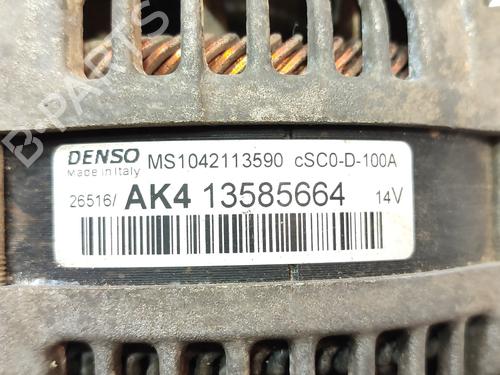 B-PARTS
DENSO MS1042113590 cSC0-D-100A
Made in Italy
26516/ AK4 13585664 14V